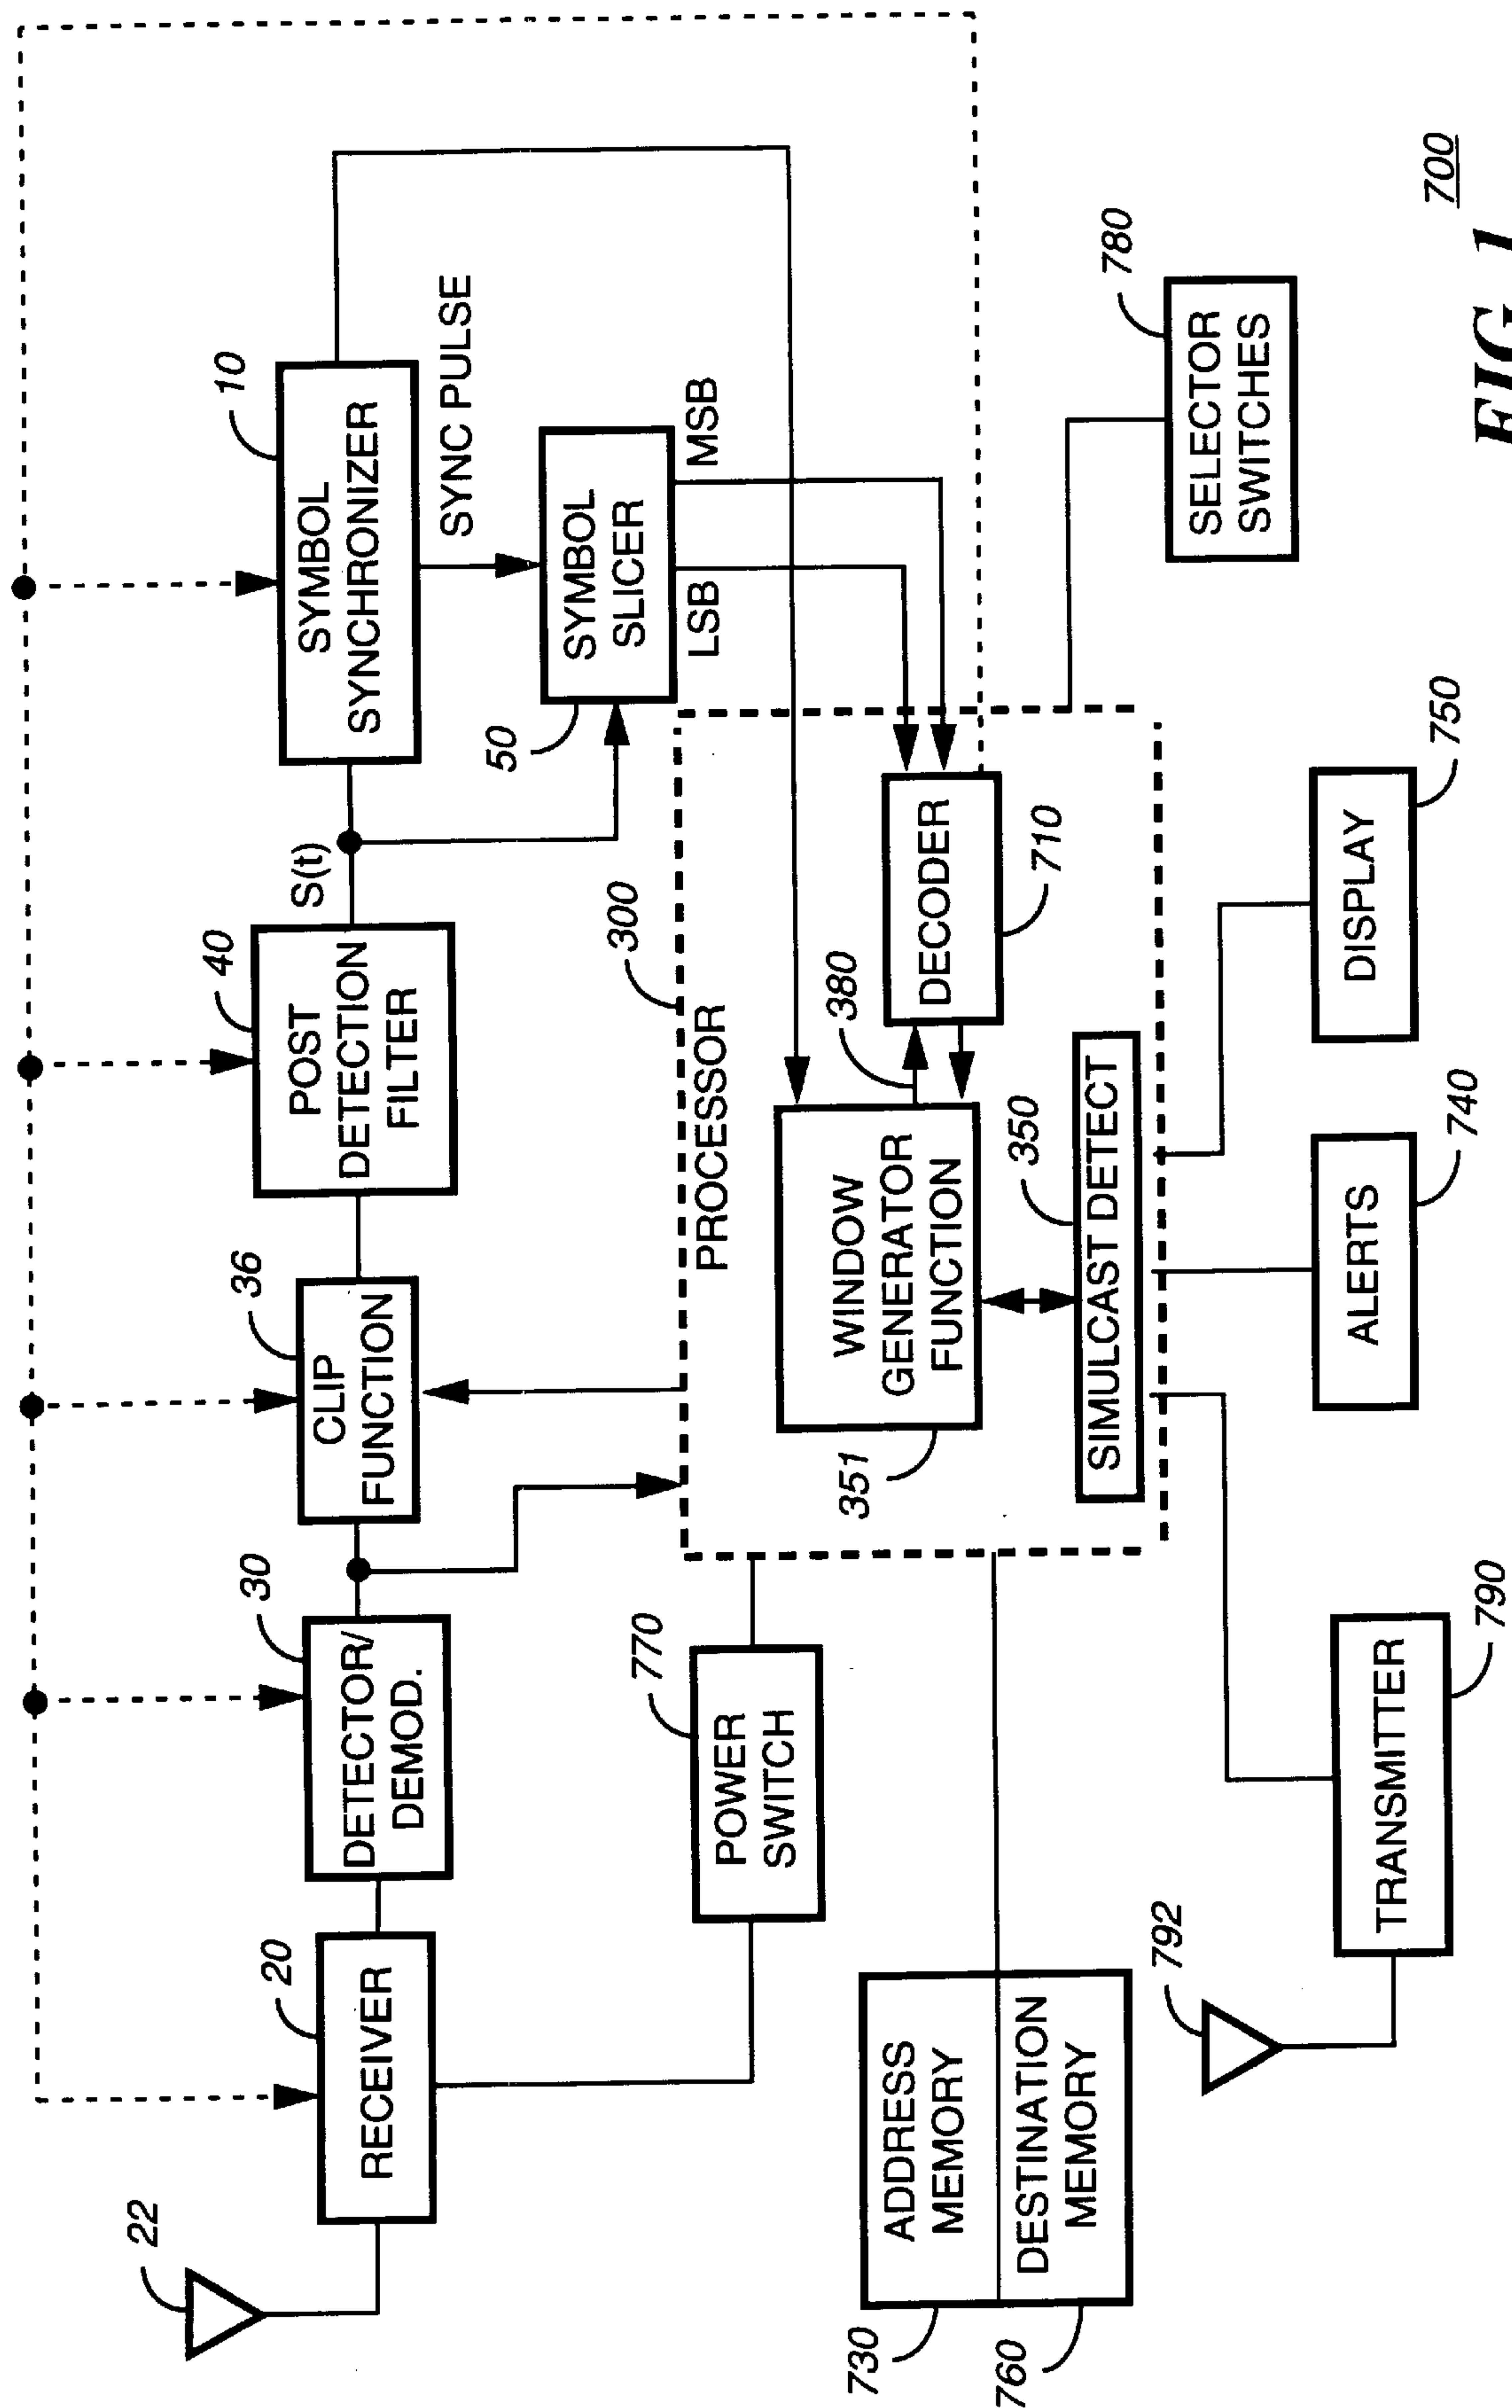 22
20
RECEIVER
30
DETECTOR/
DEMOD.
36
CLIP
FUNCTION
40
POST
DETECTION
FILTER
S(t)
10
SYMBOL
SYNCHRONIZER
SYNC PULSE
50
SYMBOL
SLICER
LSB
MSB
770
POWER
SWITCH
300
PROCESSOR
351
WINDOW
GENERATOR
FUNCTION
380
DECODER
710
350
SIMULCAST DETECT
730
ADDRESS
MEMORY
760
DESTINATION
MEMORY
792
TRANSMITTER
790
ALERTS
740
DISPLAY
750
780
SELECTOR
SWITCHES
700
FIG. 1